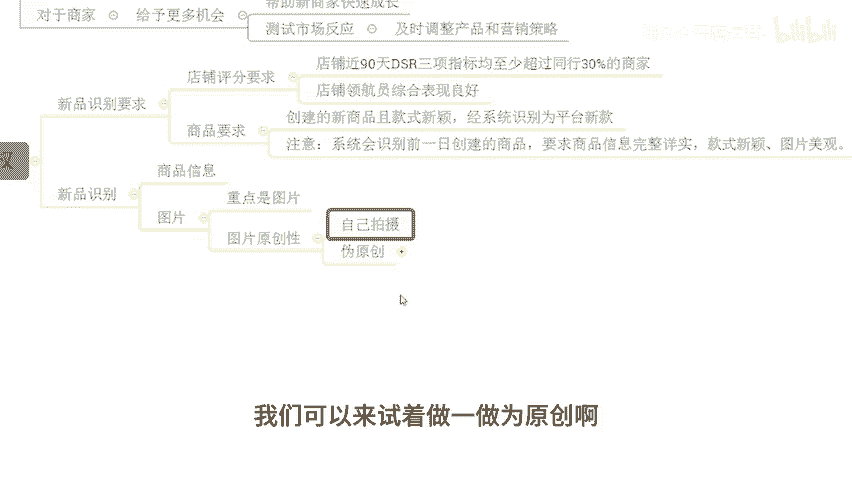 帮助新商家快速成长
对于商家 给予更多机会
测试市场反应 及时调整产品和营销策略
店铺近90天DSR三项指标均至少超过同行30%的商家
店铺评分要求
店铺领航员综合表现良好
新品识别要求
创建的新商品且款式新颖，经系统识别为平台新款
商品要求
注意：系统会识别前一日创建的商品，要求商品信息完整详实，款式新颖、图片美观。
权
商品信息
新品识别
重点是图片
图片
自己拍摄
图片原创性
伪原创
我们可以来试着做一做为原创啊
bilibili